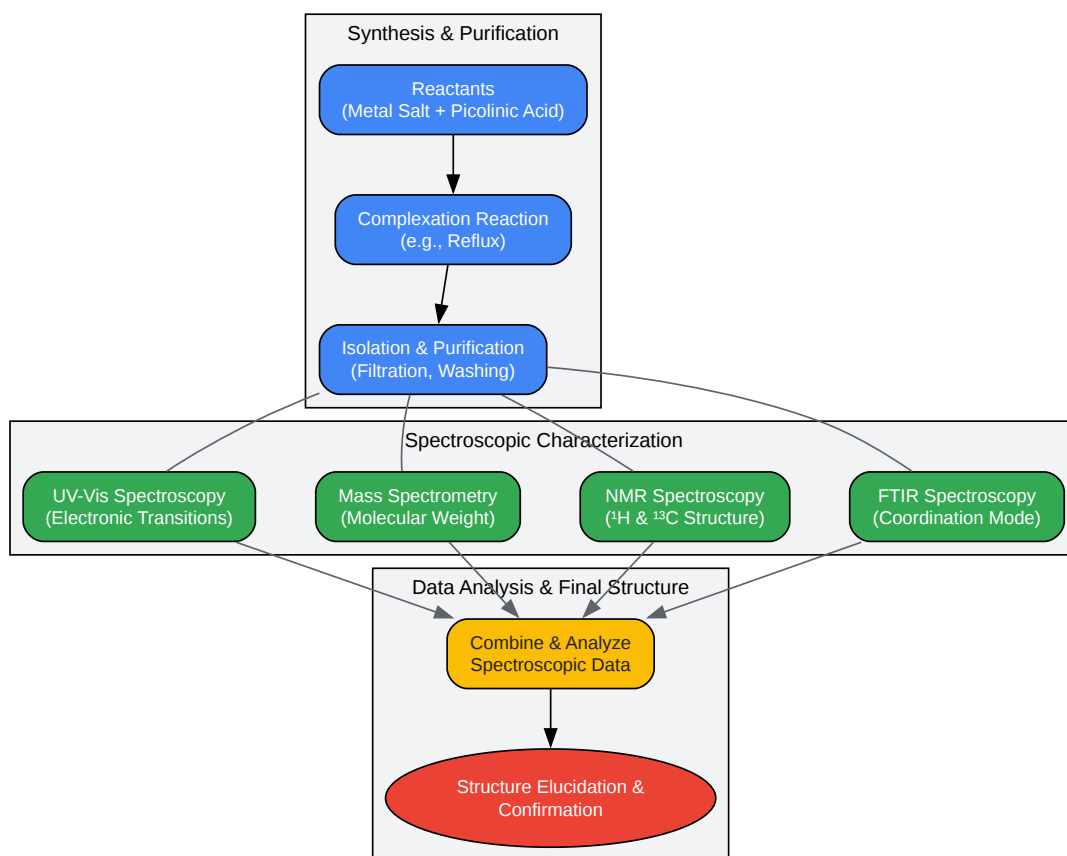 Synthesis & Purification
Reactants
(Metal Salt + Picolinic Acid)
Complexation Reaction
(e.g., Reflux)
Isolation & Purification
(Filtration, Washing)
Spectroscopic Characterization
UV-Vis Spectroscopy
(Electronic Transitions)
Mass Spectrometry
(Molecular Weight)
NMR Spectroscopy
(¹H & ¹³C Structure)
FTIR Spectroscopy
(Coordination Mode)
Data Analysis & Final Structure
Combine & Analyze
Spectroscopic Data
Structure Elucidation &
Confirmation